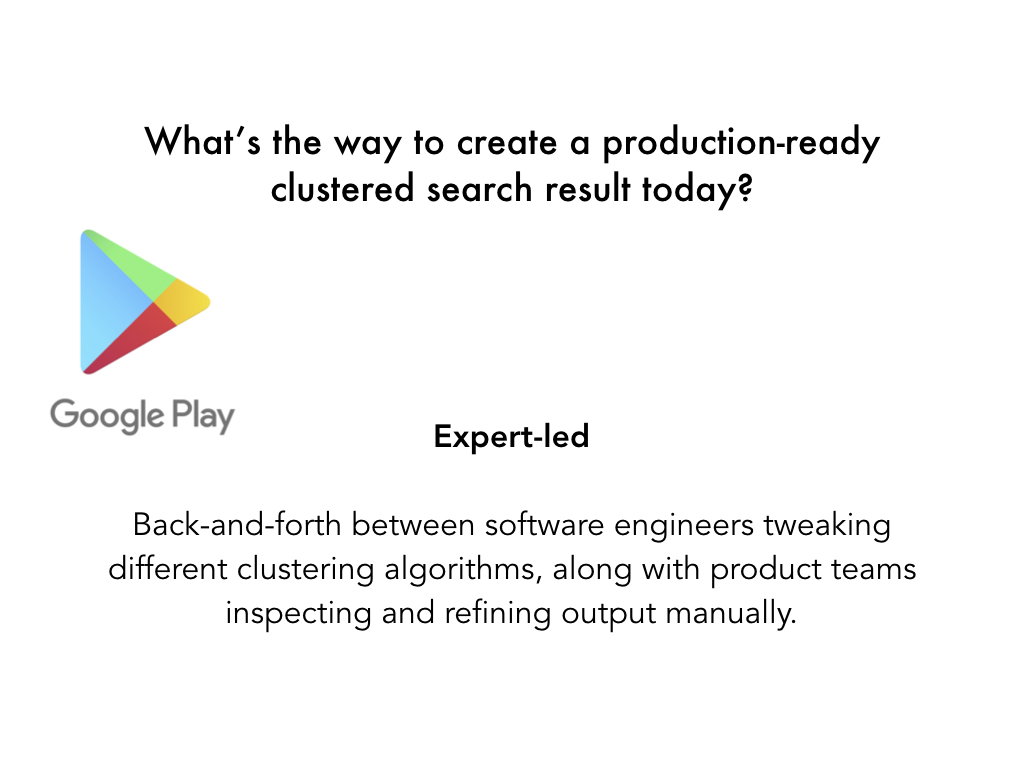 What’s the way to create a production-ready
clustered search result today?
Google Play
Expert-led
Back-and-forth between software engineers tweaking
different clustering algorithms, along with product teams
inspecting and refining output manually.